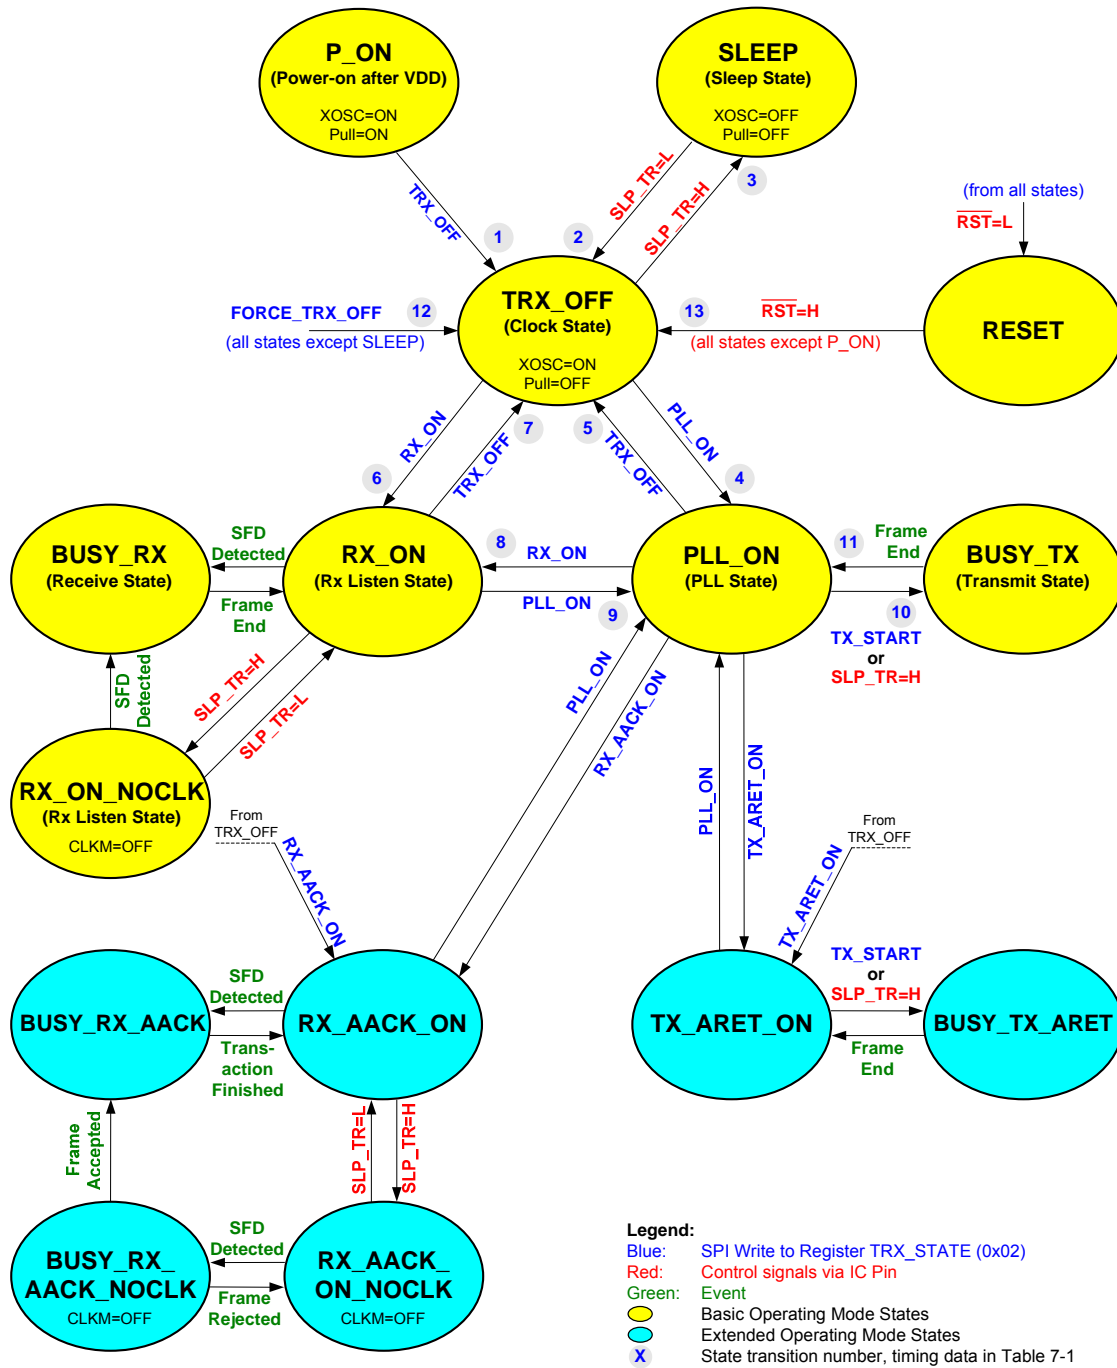 P_ON
(Power-on after VDD)
XOSC=ON
Pull=ON
SLEEP
(Sleep State)
XOSC=OFF
Pull=OFF
TRX_OFF
1
2
SLP_TR=L
SLP_TR=H
3
(from all states)
RST=L
FORCE_TRX_OFF
12
(all states except SLEEP)
TRX_OFF
(Clock State)
XOSC=ON
Pull=OFF
13
RST=H
(all states except P_ON)
RESET
RX_ON
6
7
TRX_OFF
5
TRX_OFF
PLL_ON
4
BUSY_RX
(Receive State)
SFD
Detected
Frame
End
RX_ON
(Rx Listen State)
8
RX_ON
PLL_ON
9
PLL_ON
(PLL State)
11
Frame
End
10
TX_START
or
SLP_TR=H
BUSY_TX
(Transmit State)
SFD
Detected
SLP_TR=H
SLP_TR=L
PLL_ON
RX_AACK_ON
PLL_ON
TX_ARET_ON
RX_ON_NOCLK
(Rx Listen State)
CLKM=OFF
From
TRX_OFF
RX_AACK_ON
From
TRX_OFF
TX_ARET_ON
BUSY_RX_AACK
SFD
Detected
Trans-
action
Finished
RX_AACK_ON
TX_ARET_ON
TX_START
or
SLP_TR=H
Frame
End
BUSY_TX_ARET
Frame
Accepted
SLP_TR=L
SLP_TR=H
BUSY_RX_
AACK_NOCLK
CLKM=OFF
SFD
Detected
Frame
Rejected
RX_AACK_
ON_NOCLK
CLKM=OFF
Legend:
Blue: SPI Write to Register TRX_STATE (0x02)
Red: Control signals via IC Pin
Green: Event
Basic Operating Mode States
Extended Operating Mode States
X State transition number, timing data in Table 7-1